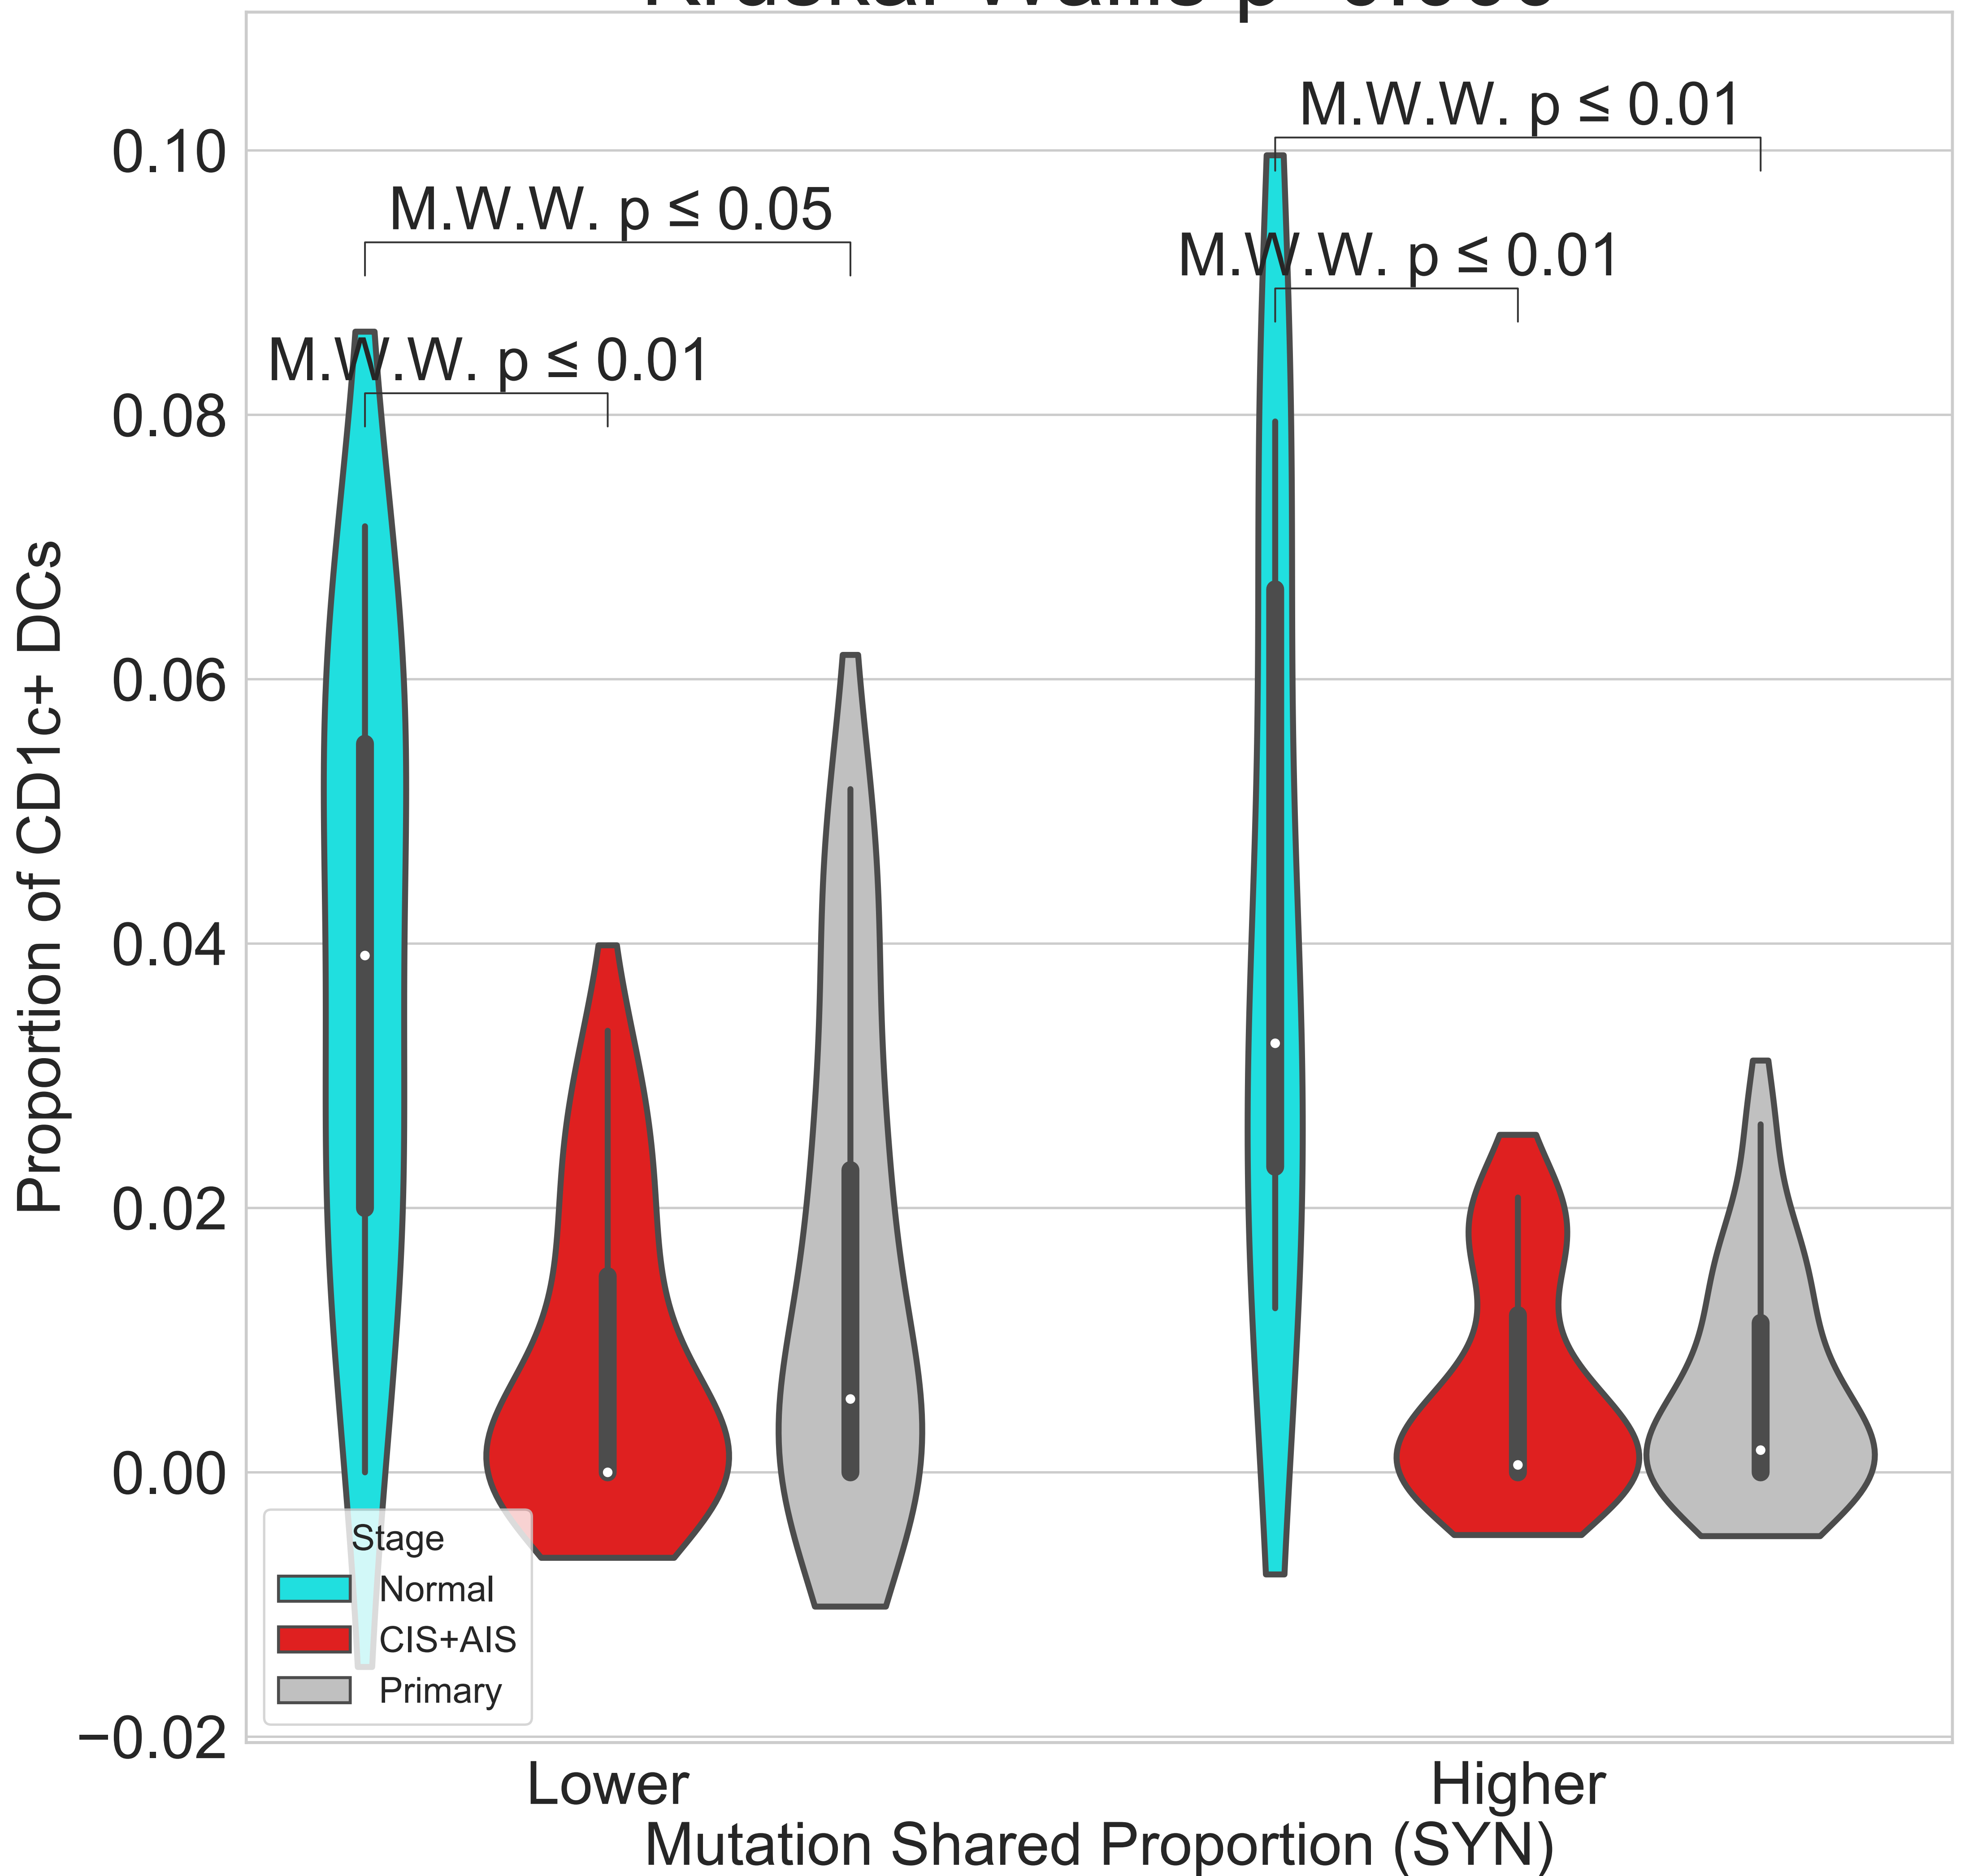 M.W.W. p ≤ 0.01
M.W.W. p ≤ 0.05
M.W.W. p ≤ 0.01
M.W.W. p ≤ 0.01
0.10
0.08
0.06
0.04
0.02
0.00
−0.02
Proportion of CD1c+ DCs
Stage
Normal
CIS+AIS
Primary
Lower
Higher
Mutation Shared Proportion (SYN)